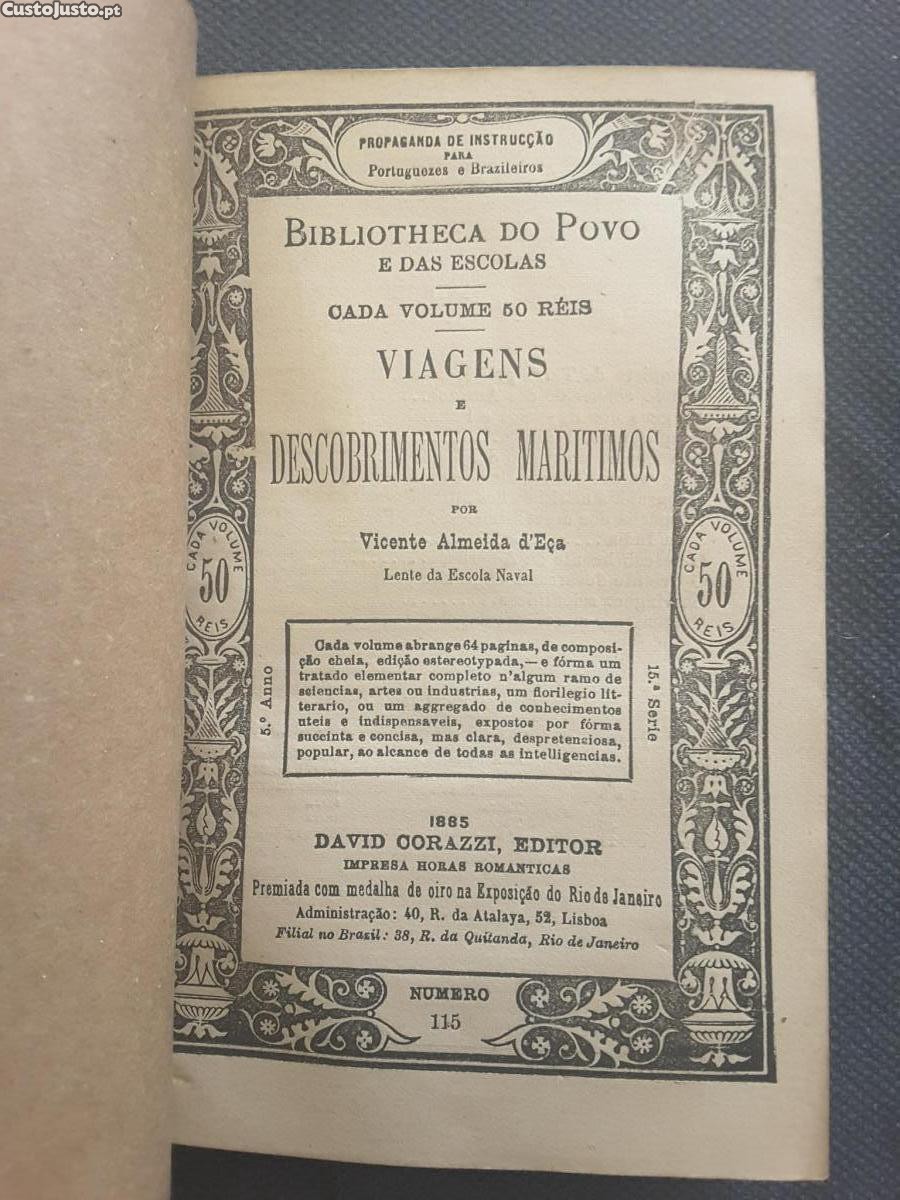 CustoJusto.pt
PROPAGANDA DE INSTRUCÇÃO
PARA
Portuguezes e Brazileiros
BIBLIOTHECA DO POVO
E DAS ESCOLAS
CADA VOLUME 50 RÉIS
VIAGENS
E
DESCOBRIMENTOS MARITIMOS
POR
Vicente Almeida d'Eça
Lente da Escola Naval
CADA VOLUME
50
REIS
CADA VOLUME
50
REIS
5.º Anno
Cada volume abrange 64 paginas, de composi-
ção cheia, edição estereotypada,—e fórma um
tratado elementar completo n'algum ramo de
sciencias, artes ou industrias, um florilegio lit-
terario, ou um aggregado de conhecimentos
uteis e indispensaveis, expostos por fórma
succinta e concisa, mas clara, despretenciosa,
popular, ao alcance de todas as intelligencias.
15.ª Serie
1885
DAVID CORAZZI, EDITOR
IMPRESA HORAS ROMANTICAS
Premiada com medalha de oiro na Exposição do Rio de Janeiro
Administração: 40, R. da Atalaya, 52, Lisboa
Filial no Brazil: 38, R. da Quitanda, Rio de Janeiro
NUMERO
115